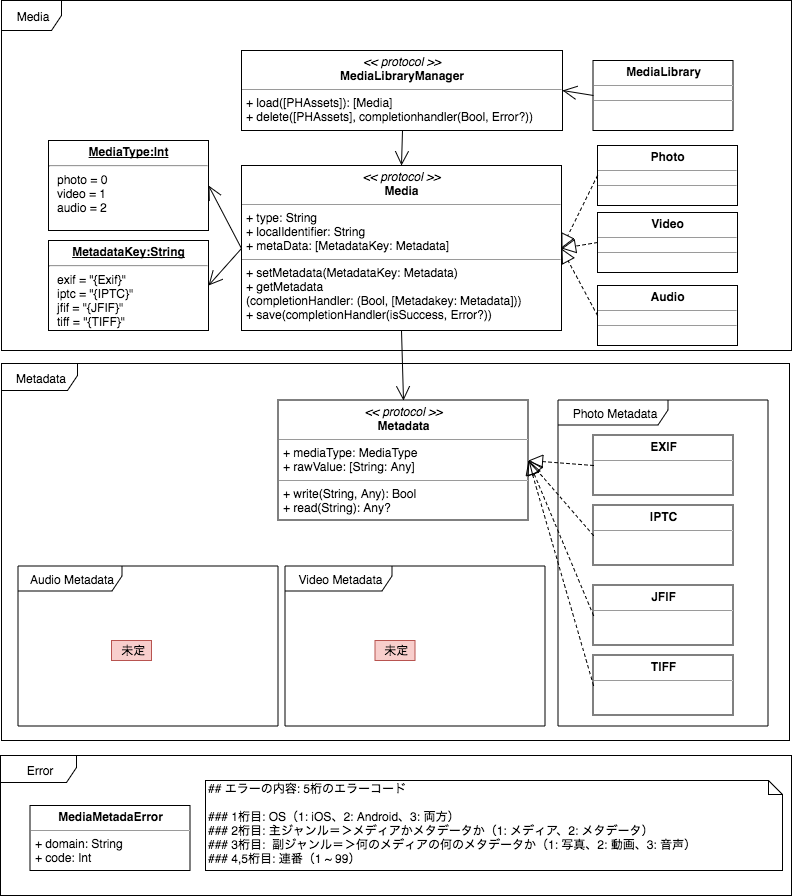 Media
<< protocol >>
MediaLibraryManager
+ load([PHAssets]): [Media]
+ delete([PHAssets], completionhandler(Bool, Error?))
MediaLibrary
MediaType:Int
photo = 0
video = 1
audio = 2
MetadataKey:String
exif = "{Exif}"
iptc = "{IPTC}"
jfif = "{JFIF}"
tiff = "{TIFF}"
<< protocol >>
Media
+ type: String
+ localIdentifier: String
+ metaData: [MetadataKey: Metadata]
+ setMetadata(MetadataKey: Metadata)
+ getMetadata
(completionHandler: (Bool, [Metadakey: Metadata]))
+ save(completionHandler(isSuccess, Error?))
Photo
Video
Audio
Metadata
<< protocol >>
Metadata
+ mediaType: MediaType
+ rawValue: [String: Any]
+ write(String, Any): Bool
+ read(String): Any?
Photo Metadata
EXIF
IPTC
JFIF
TIFF
Audio Metadata
未定
Video Metadata
未定
Error
MediaMetadaError
+ domain: String
+ code: Int
## エラーの内容: 5桁のエラーコード
### 1桁目: OS（1: iOS、2: Android、3: 両方）
### 2桁目: 主ジャンル＝＞メディアかメタデータか（1: メディア、2: メタデータ）
### 3桁目: 副ジャンル＝＞何のメディアの何のメタデータか（1: 写真、2: 動画、3: 音声）
### 4,5桁目: 連番（1 ~ 99）